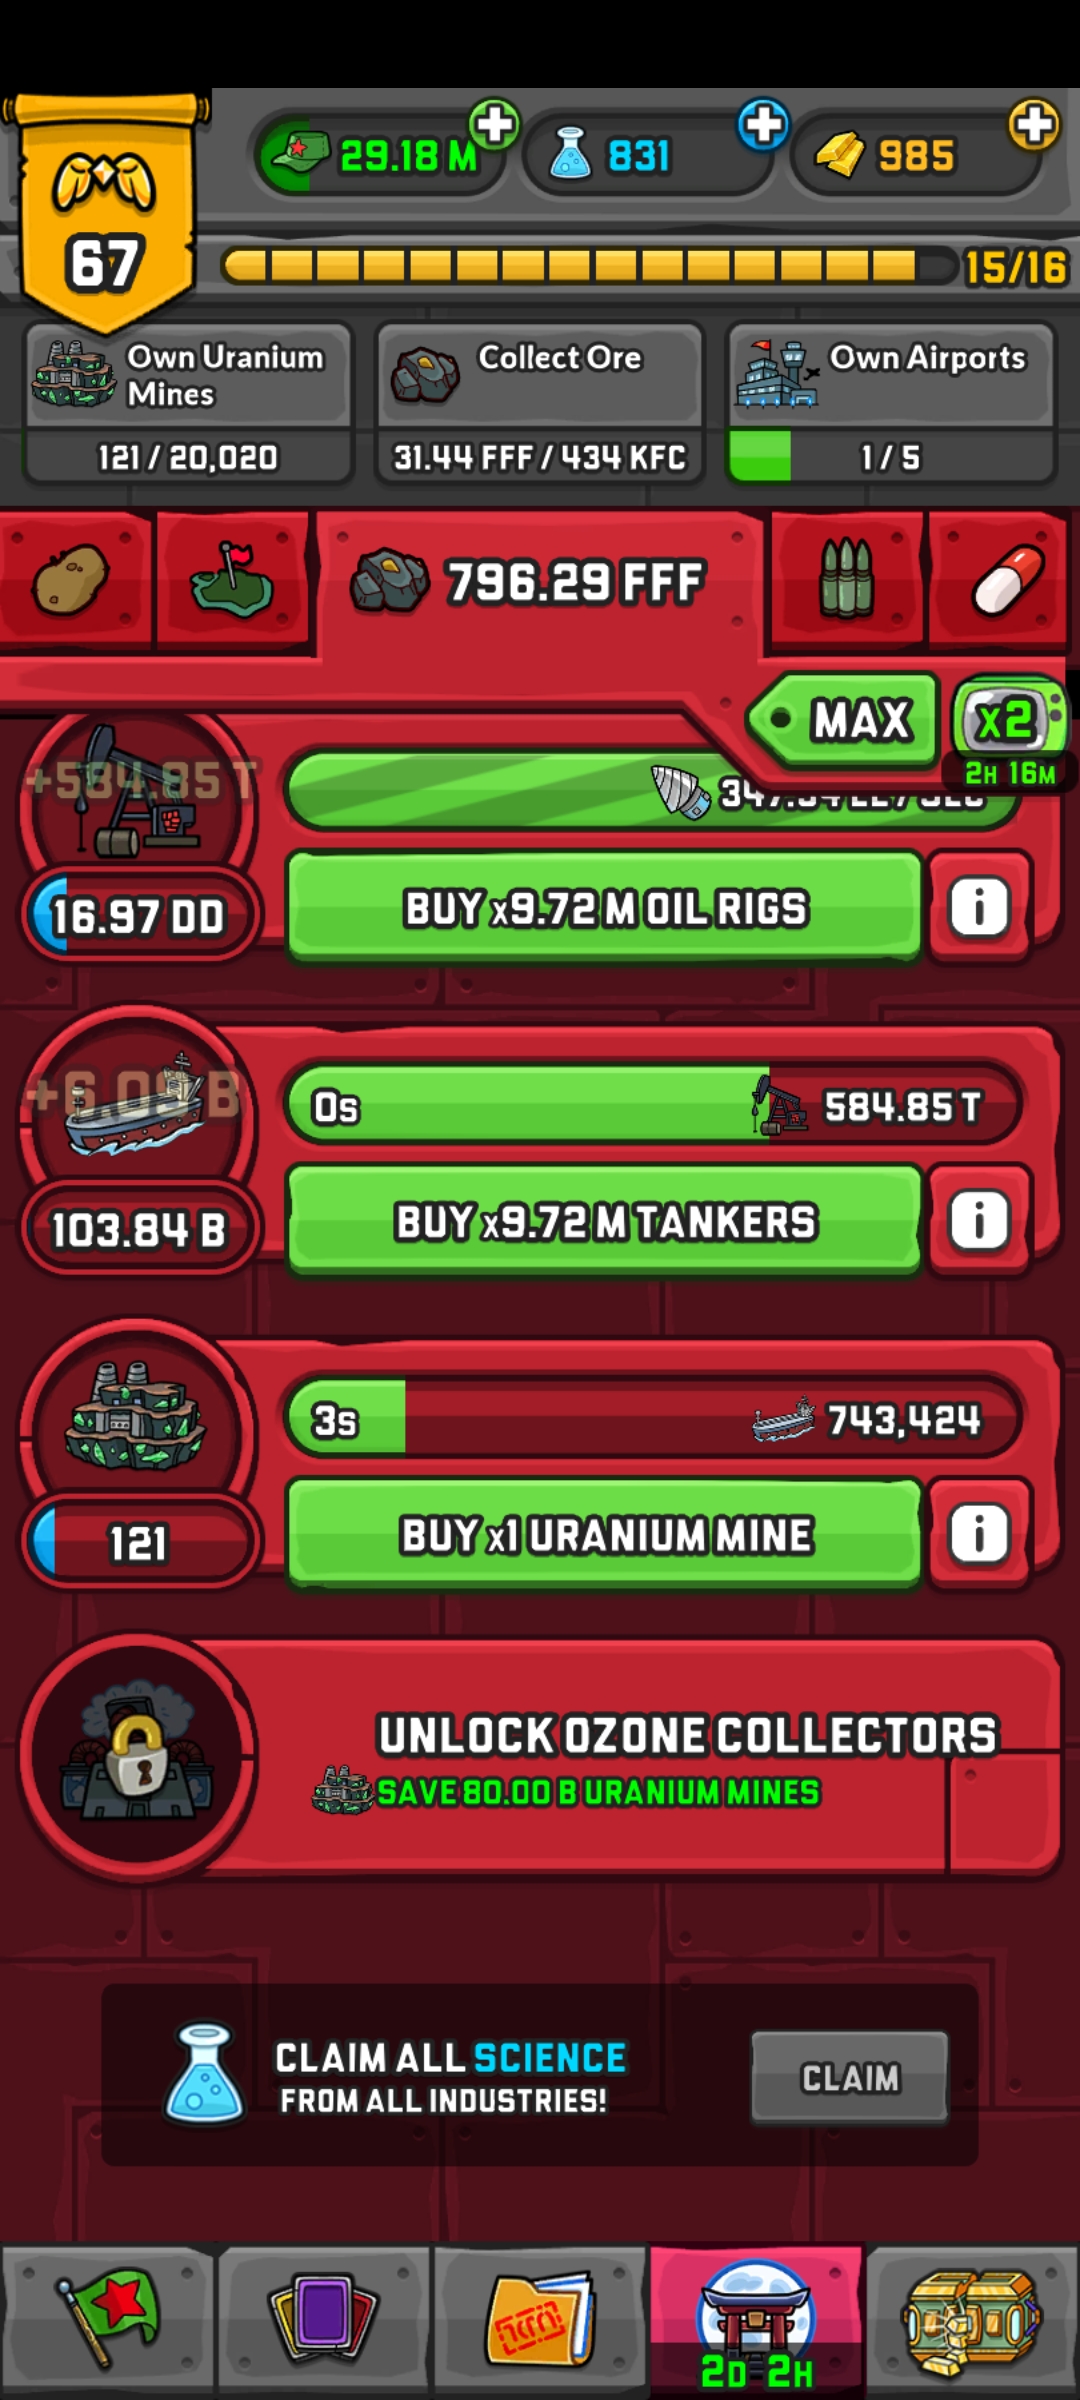 29.18 M
831
985
67
15/16
Own Uranium
Mines
121 / 20,020
Collect Ore
31.44 FFF / 434 KFC
Own Airports
1 / 5
796.29 FFF
MAX
x2
2H 16M
+584.85 T
16.97 DD
BUY x9.72 M OIL RIGS
i
+6.09 B
0s
584.85 T
103.84 B
BUY x9.72 M TANKERS
i
3s
743,424
121
BUY x1 URANIUM MINE
i
UNLOCK OZONE COLLECTORS
SAVE 80.00 B URANIUM MINES
CLAIM ALL SCIENCE
FROM ALL INDUSTRIES!
CLAIM
2D 2H